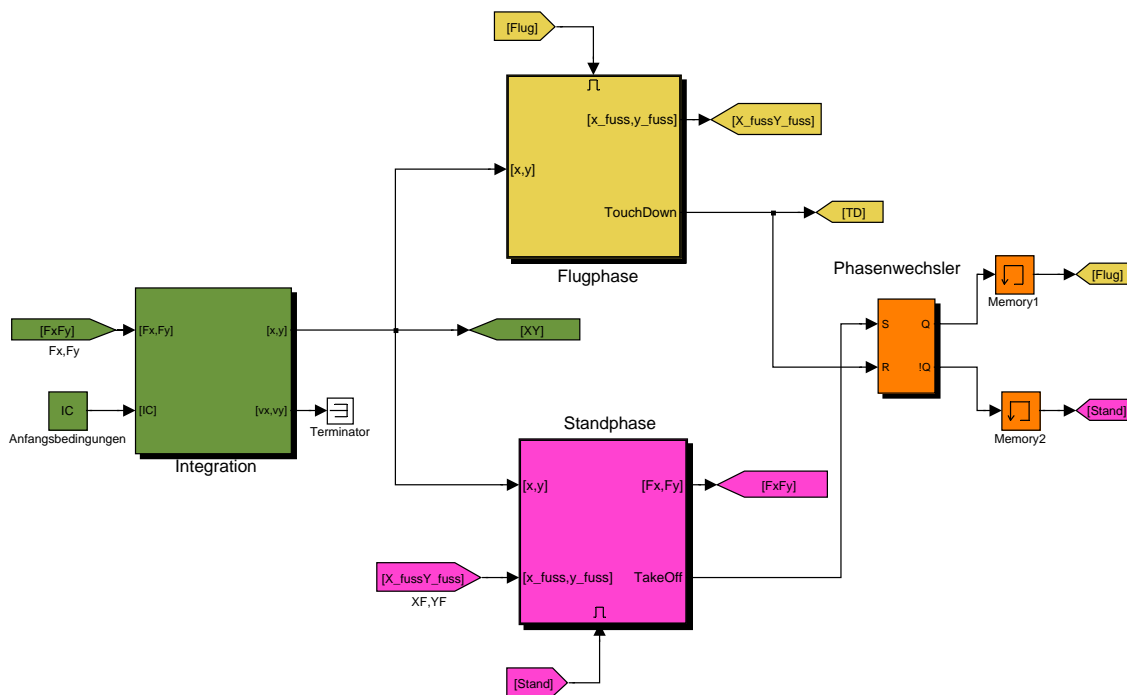 [Flug]
[x_fuss,y_fuss]
[X_fussY_fuss]
[x,y]
TouchDown
[TD]
Flugphase
Phasenwechsler
[Flug]
Memory1
[FxFy]
Fx,Fy
[Fx,Fy]
[x,y]
[XY]
S
Q
R
!Q
IC
Anfangsbedingungen
[IC]
[vx,vy]
Terminator
Integration
[Stand]
Memory2
Standphase
[x,y]
[Fx,Fy]
[FxFy]
[X_fussY_fuss]
XF,YF
[x_fuss,y_fuss]
TakeOff
[Stand]